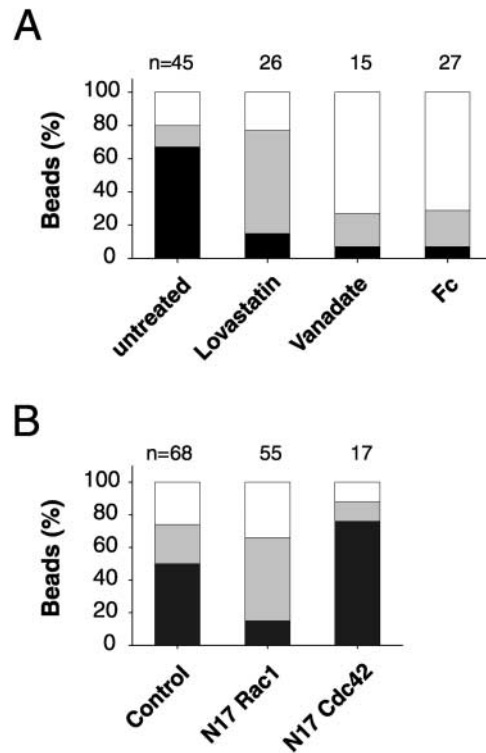 A
n=45 26 15 27
100
80
60
40
20
0
Beads (%)
untreated
Lovastatin
Vanadate
Fc
B
n=68 55 17
100
80
60
40
20
0
Beads (%)
Control
N17 Rac1
N17 Cdc42